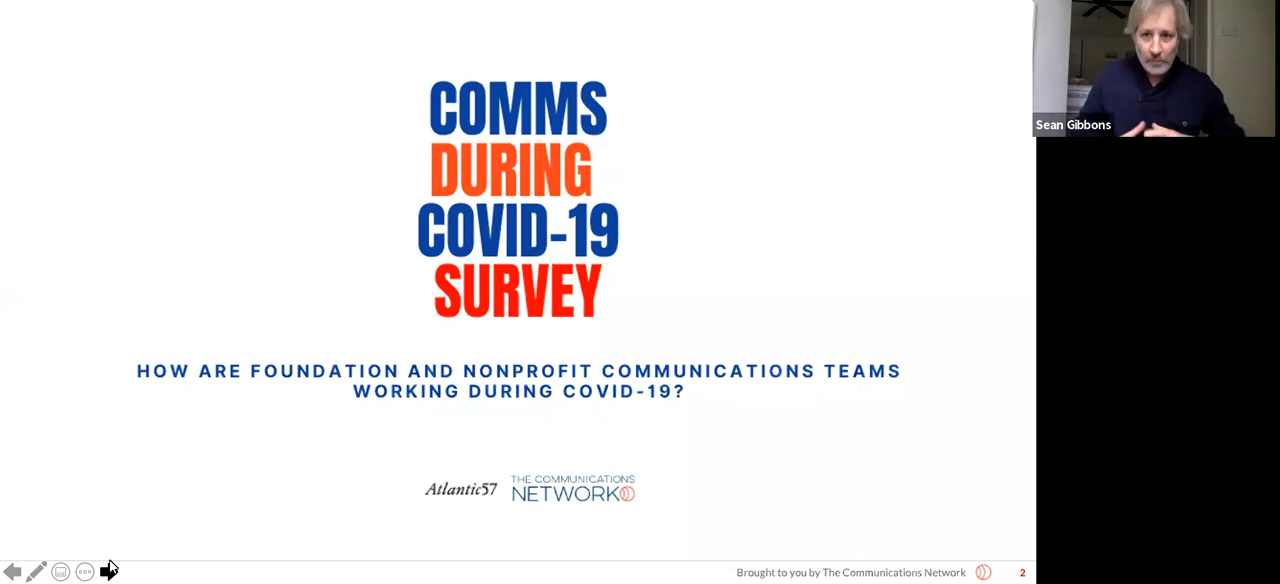 COMMS
DURING
COVID-19
SURVEY
HOW ARE FOUNDATION AND NONPROFIT COMMUNICATIONS TEAMS
WORKING DURING COVID-19?
Atlantic57
THE COMMUNICATIONS
NETWORK
Brought to you by The Communications Network
2
Sean Gibbons